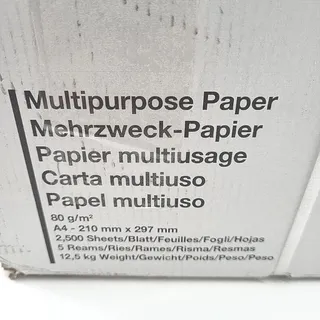 Multipurpose Paper
Mehrzweck-Papier
Papier multiusage
Carta multiuso
Papel multiuso
80 g/m²
A4 - 210 mm x 297 mm
2,500 Sheets/Blatt/Feuilles/Fogli/Hojas
5 Reams/Ries/Rames/Risma/Resmas
12,5 kg Weight/Gewicht/Poids/Peso/Peso